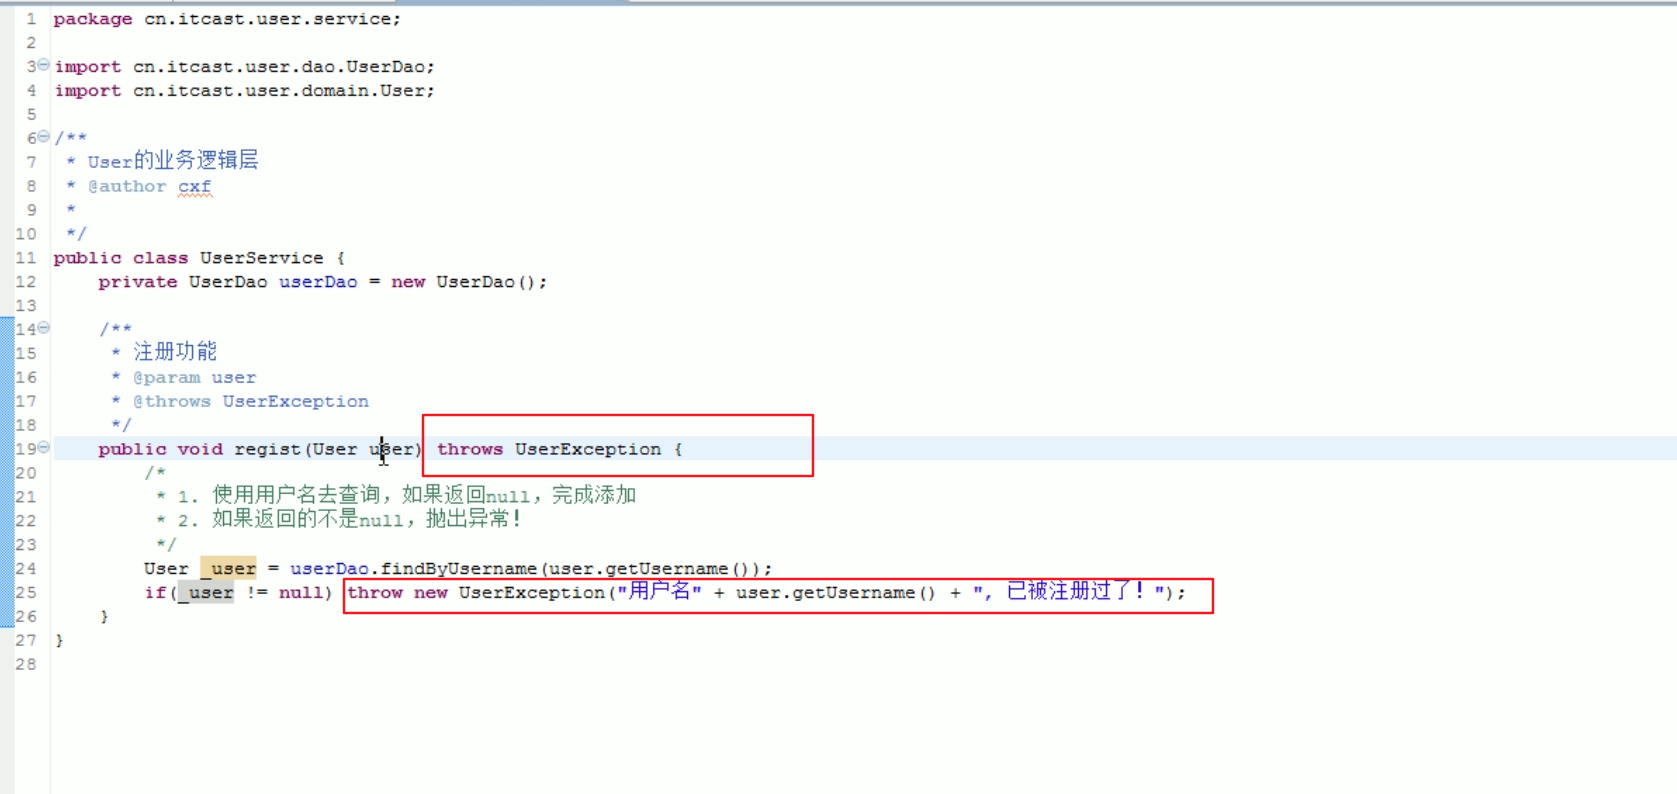 1 package cn.itcast.user.service;
2
3 import cn.itcast.user.dao.UserDao;
4 import cn.itcast.user.domain.User;
5
6 /**
7  * User的业务逻辑层
8  * @author cxf
9  *
10  */
11 public class UserService {
12     private UserDao userDao = new UserDao();
13
14     /**
15      * 注册功能
16      * @param user
17      * @throws UserException
18      */
19     public void regist(User user) throws UserException {
20         /*
21          * 1. 使用用户名去查询，如果返回null，完成添加
22          * 2. 如果返回的不是null，抛出异常！
23          */
24         User _user = userDao.findByUsername(user.getUsername());
25         if(_user != null) throw new UserException("用户名" + user.getUsername() + ", 已被注册过了！");
26     }
27 }
28